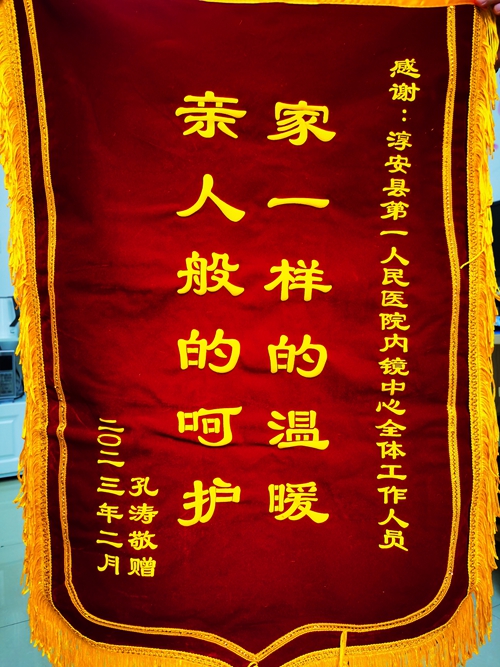 感谢：淳安县第一人民医院内镜中心全体工作人员
家一样的温暖
亲人般的呵护
孔涛敬赠
二〇二三年二月